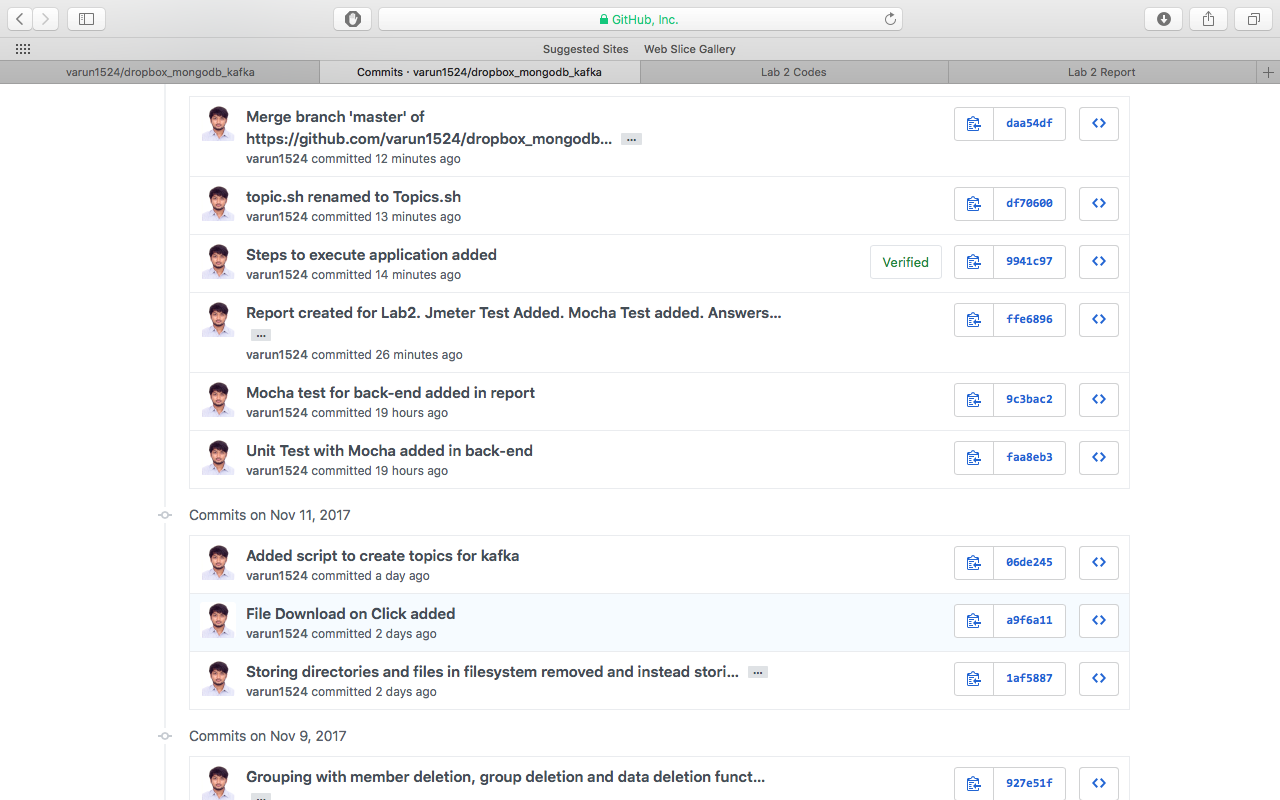 GitHub, Inc.
Suggested Sites Web Slice Gallery
varun1524/dropbox_mongodb_kafka
Commits · varun1524/dropbox_mongodb_kafka
Lab 2 Codes
Lab 2 Report
Merge branch 'master' of
https://github.com/varun1524/dropbox_mongodb... …
varun1524 committed 12 minutes ago
daa54df
topic.sh renamed to Topics.sh
varun1524 committed 13 minutes ago
df70600
Steps to execute application added
varun1524 committed 14 minutes ago
Verified
9941c97
Report created for Lab2. Jmeter Test Added. Mocha Test added. Answers...
…
varun1524 committed 26 minutes ago
ffe6896
Mocha test for back-end added in report
varun1524 committed 19 hours ago
9c3bac2
Unit Test with Mocha added in back-end
varun1524 committed 19 hours ago
faa8eb3
Commits on Nov 11, 2017
Added script to create topics for kafka
varun1524 committed a day ago
06de245
File Download on Click added
varun1524 committed 2 days ago
a9f6a11
Storing directories and files in filesystem removed and instead stori... …
varun1524 committed 2 days ago
1af5887
Commits on Nov 9, 2017
Grouping with member deletion, group deletion and data deletion funct...
…
927e51f